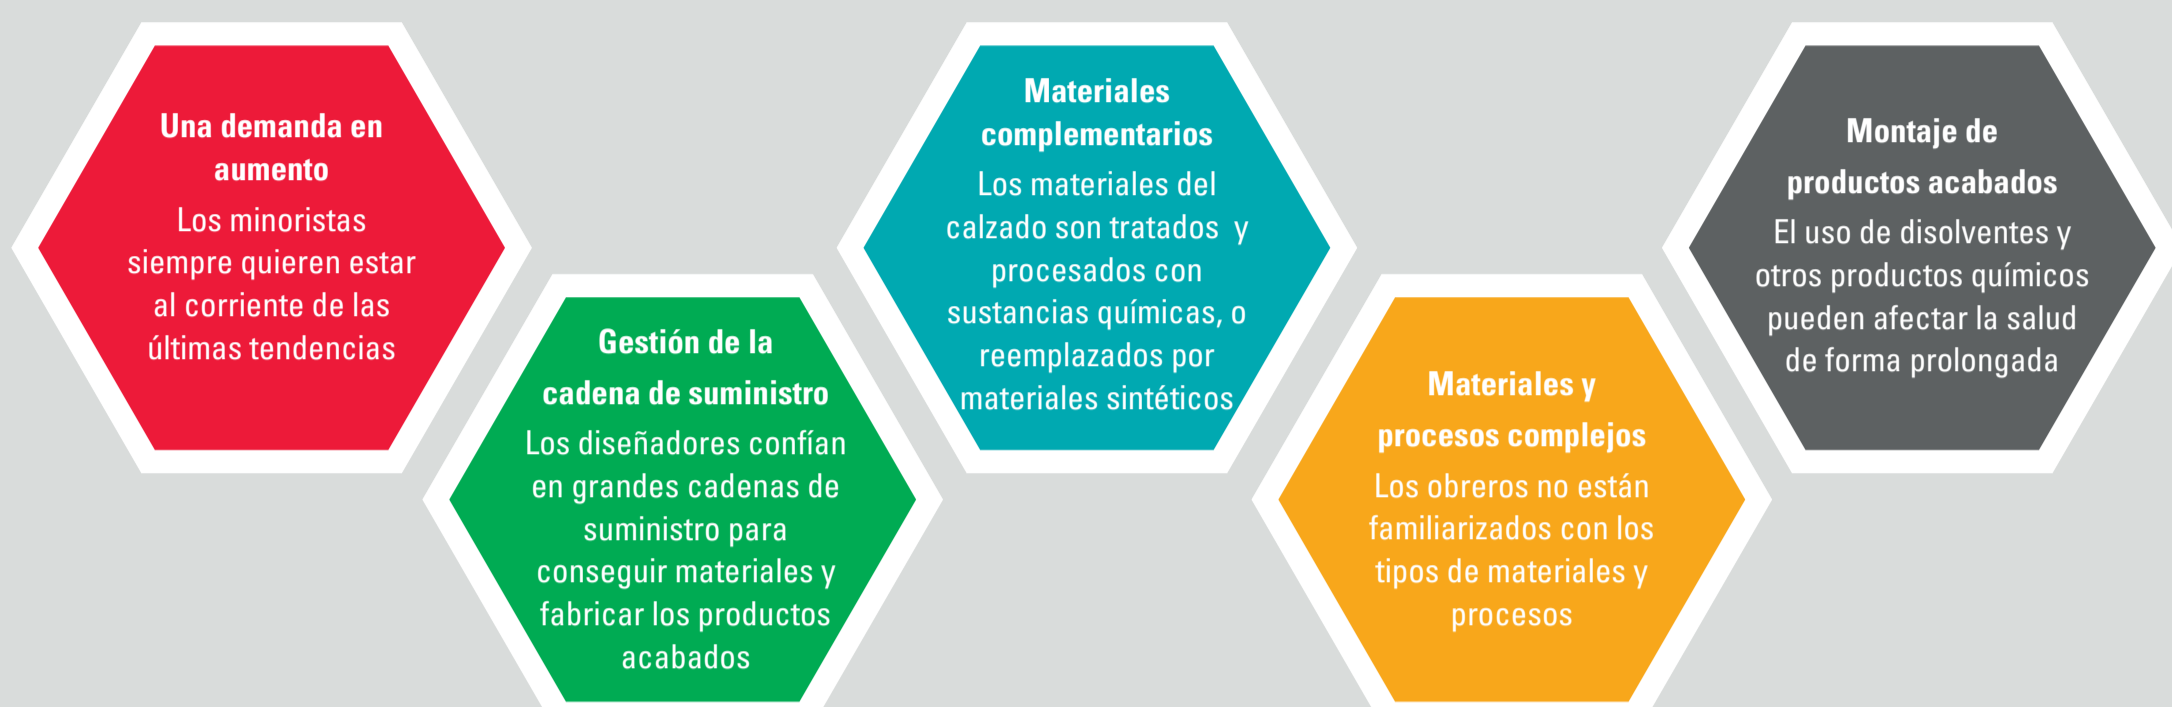 Una demanda en
aumento
Los minoristas
siempre quieren estar
al corriente de las
últimas tendencias
Gestión de la
cadena de suministro
Los diseñadores confían
en grandes cadenas de
suministro para
conseguir materiales y
fabricar los productos
acabados
Materiales
complementarios
Los materiales del
calzado son tratados y
procesados con
sustancias químicas, o
reemplazados por
materiales sintéticos
Materiales y
procesos complejos
Los obreros no están
familiarizados con los
tipos de materiales y
procesos
Montaje de
productos acabados
El uso de disolventes y
otros productos químicos
pueden afectar la salud
de forma prolongada